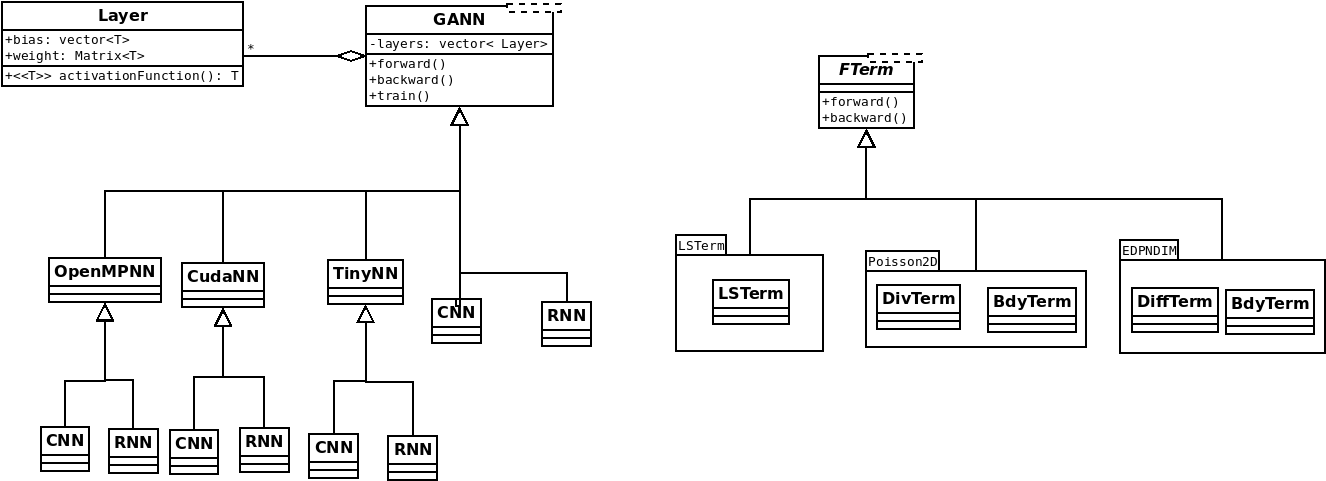 Layer
+bias: vector<T>
+weight: Matrix<T>
+<<T>> activationFunction(): T
*
GANN
-layers: vector< Layer>
+forward()
+backward()
+train()
FTerm
+forward()
+backward()
OpenMPNN
CudaNN
TinyNN
CNN
RNN
CNN
RNN
CNN
RNN
CNN
RNN
LSTerm
LSTerm
Poisson2D
DivTerm
BdyTerm
EDPNDIM
DiffTerm
BdyTerm